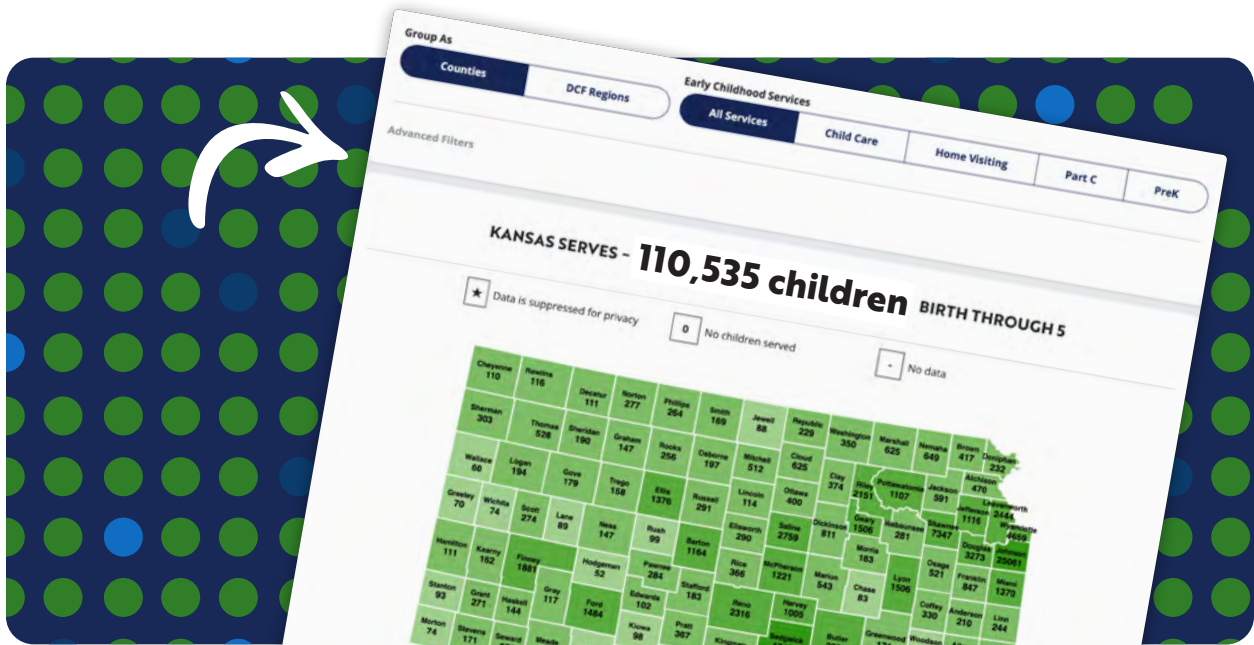 Group As
Counties
DCF Regions
Early Childhood Services
All Services
Child Care
Home Visiting
Part C
PreK
Advanced Filters
KANSAS SERVES – 110,535 children BIRTH THROUGH 5
★ Data is suppressed for privacy
0 No children served
- No data
Cheyenne 110
Rawlins 116
Decatur 111
Norton 277
Phillips 264
Smith 169
Jewell 88
Republic 229
Washington 350
Marshall 625
Nemaha 649
Brown 417
Doniphan 232
Sherman 303
Thomas 528
Sheridan 190
Graham 147
Rooks 256
Osborne 197
Mitchell 512
Cloud 625
Clay 374
Riley 2151
Pottawatomie 1107
Jackson 591
Atchison 470
Jefferson 1116
Leavenworth 2444
Wyandotte 4659
Wallace 66
Logan 194
Gove 179
Trego 158
Ellis 1376
Russell 291
Lincoln 114
Ottawa 400
Dickinson 811
Geary 1506
Wabaunsee 281
Shawnee 7347
Douglas 3273
Johnson 25061
Greeley 70
Wichita 74
Scott 274
Lane 89
Ness 147
Rush 99
Barton 1164
Ellsworth 290
Saline 2759
Morris 183
Osage 521
Franklin 847
Miami 1370
Hamilton 111
Kearny 162
Finney 1881
Hodgeman 52
Pawnee 284
Stafford 183
Rice 366
McPherson 1221
Marion 543
Chase 83
Lyon 1506
Coffey 330
Anderson 210
Linn 244
Stanton 93
Grant 271
Haskell 144
Gray 117
Ford 1484
Edwards 102
Reno 2316
Harvey 1005
Morton 74
Stevens 171
Seward
Meade
Kiowa 98
Pratt 367
Kingman
Sedgwick
Butler
Greenwood
Woodson